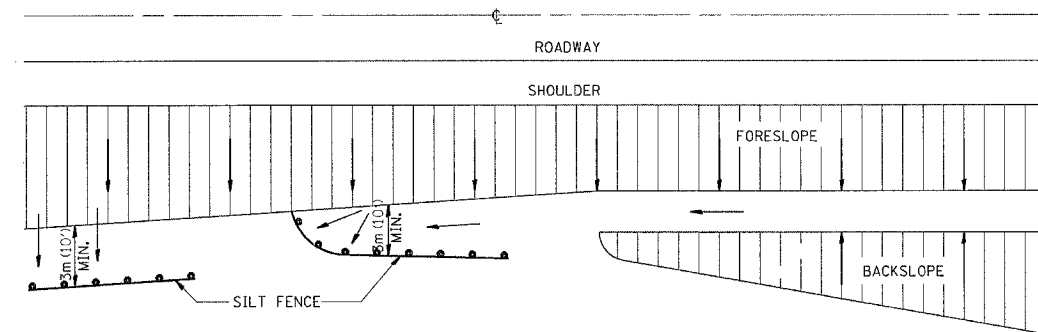 ℄
ROADWAY
SHOULDER
FORESLOPE
3m (10')
MIN.
3m (10')
MIN.
BACKSLOPE
SILT FENCE